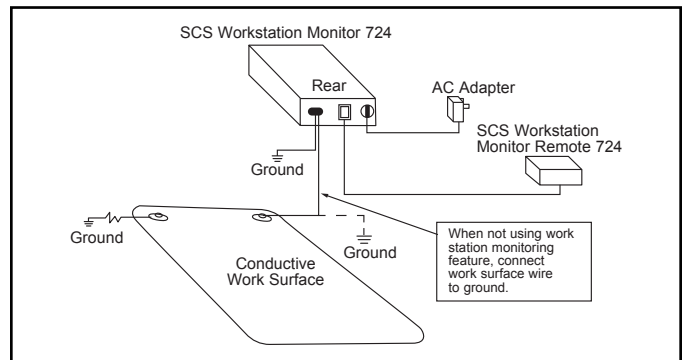 SCS Workstation Monitor 724
Rear
AC Adapter
SCS Workstation
Monitor Remote 724
Ground
Ground
Ground
Conductive
Work Surface
When not using work
station monitoring
feature, connect
work surface wire
to ground.